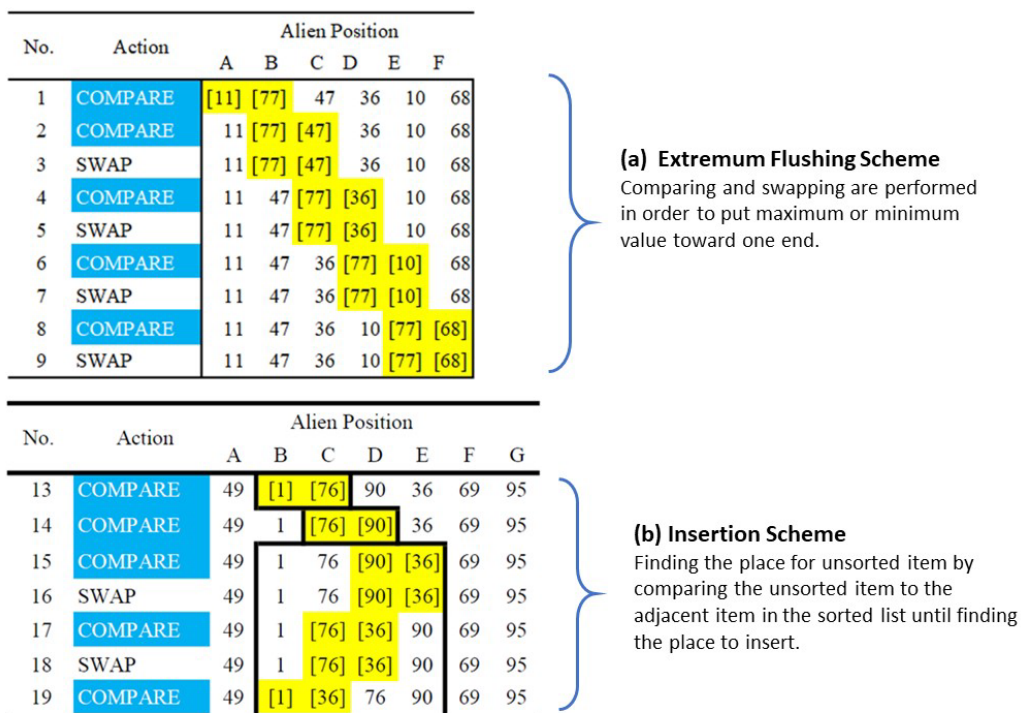 Alien Position
No. Action
A B C D E F
1 COMPARE [11] [77] 47 36 10 68
2 COMPARE 11 [77] [47] 36 10 68
3 SWAP 11 [77] [47] 36 10 68
4 COMPARE 11 47 [77] [36] 10 68
5 SWAP 11 47 [77] [36] 10 68
6 COMPARE 11 47 36 [77] [10] 68
7 SWAP 11 47 36 [77] [10] 68
8 COMPARE 11 47 36 10 [77] [68]
9 SWAP 11 47 36 10 [77] [68]
(a) Extremum Flushing Scheme
Comparing and swapping are performed
in order to put maximum or minimum
value toward one end.
Alien Position
No. Action
A B C D E F G
13 COMPARE 49 [1] [76] 90 36 69 95
14 COMPARE 49 1 [76] [90] 36 69 95
15 COMPARE 49 1 76 [90] [36] 69 95
16 SWAP 49 1 76 [90] [36] 69 95
17 COMPARE 49 1 [76] [36] 90 69 95
18 SWAP 49 1 [76] [36] 90 69 95
19 COMPARE 49 [1] [36] 76 90 69 95
(b) Insertion Scheme
Finding the place for unsorted item by
comparing the unsorted item to the
adjacent item in the sorted list until finding
the place to insert.